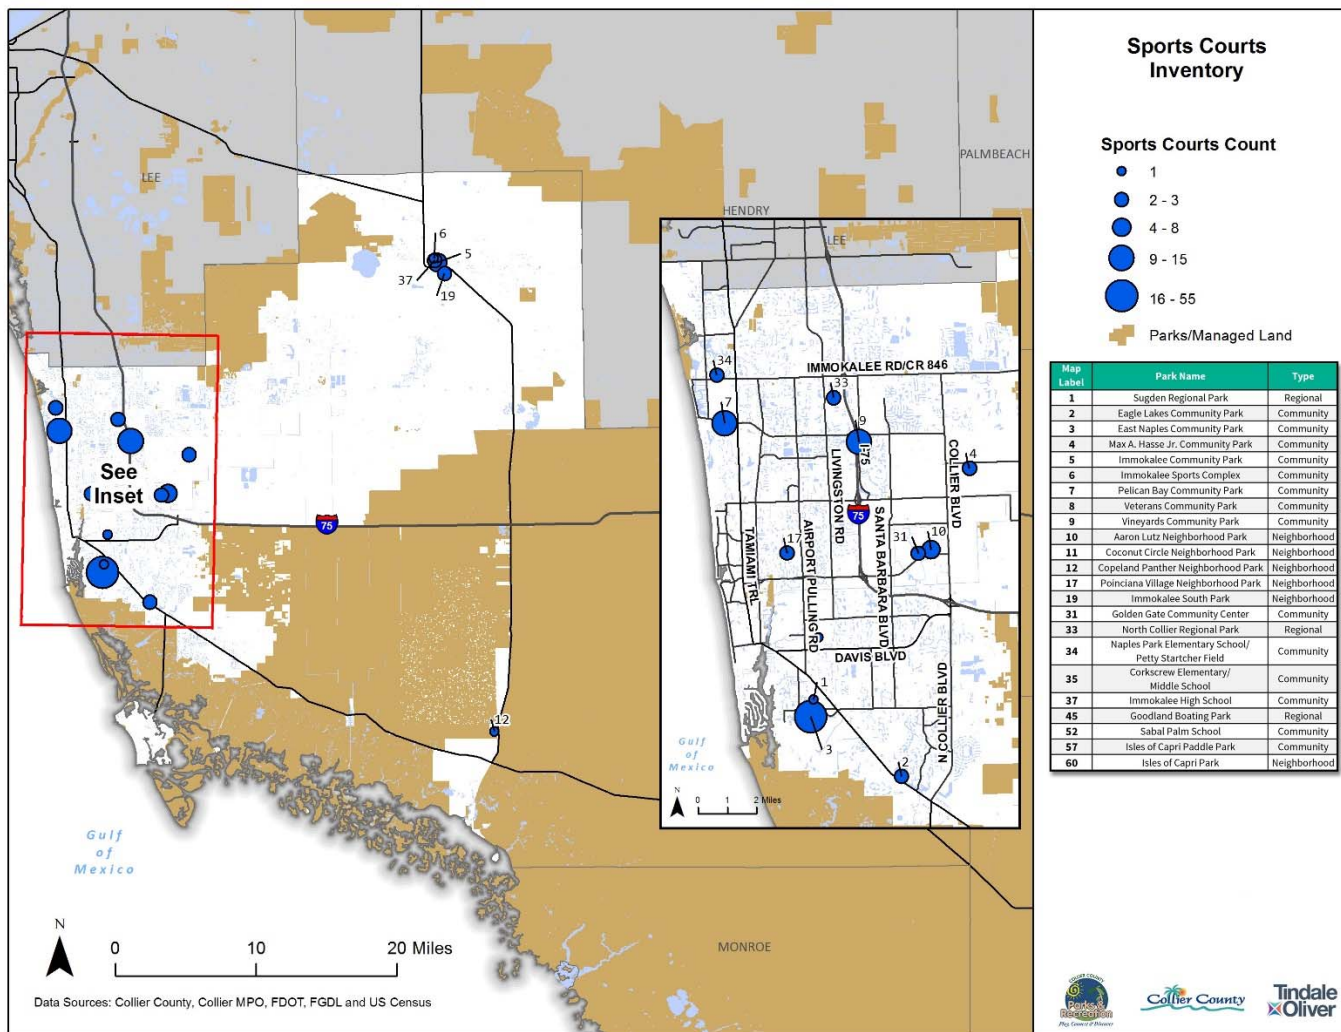 LEE
HENDRY
PALMBEACH
6
5
37
19
See
Inset
75
12
MONROE
Gulf
of
Mexico
N
0 10 20 Miles
Data Sources: Collier County, Collier MPO, FDOT, FGDL and US Census
LEE
34
IMMOKALEE RD/CR 846
33
7
9
I-75
4
COLLIER BLVD
LIVINGSTON RD
75
SANTA BARBARA BLVD
31
10
17
AIRPORT PULLING RD
TAMIAMI TRL
DAVIS BLVD
1
3
N COLLIER BLVD
2
Gulf
of
Mexico
N
0 1 2 Miles
Sports Courts
Inventory
Sports Courts Count
1
2 - 3
4 - 8
9 - 15
16 - 55
Parks/Managed Land
Map Label Park Name Type
1 Sugden Regional Park Regional
2 Eagle Lakes Community Park Community
3 East Naples Community Park Community
4 Max A. Hasse Jr. Community Park Community
5 Immokalee Community Park Community
6 Immokalee Sports Complex Community
7 Pelican Bay Community Park Community
8 Veterans Community Park Community
9 Vineyards Community Park Community
10 Aaron Lutz Neighborhood Park Neighborhood
11 Coconut Circle Neighborhood Park Neighborhood
12 Copeland Panther Neighborhood Park Neighborhood
17 Poinciana Village Neighborhood Park Neighborhood
19 Immokalee South Park Neighborhood
31 Golden Gate Community Center Community
33 North Collier Regional Park Regional
34 Naples Park Elementary School/ Petty Startcher Field Community
35 Corkscrew Elementary/ Middle School Community
37 Immokalee High School Community
45 Goodland Boating Park Regional
52 Sabal Palm School Community
57 Isles of Capri Paddle Park Community
60 Isles of Capri Park Neighborhood
COLLIER COUNTY
Parks &
Recreation
Play, Connect & Discover
Collier County
Tindale
Oliver